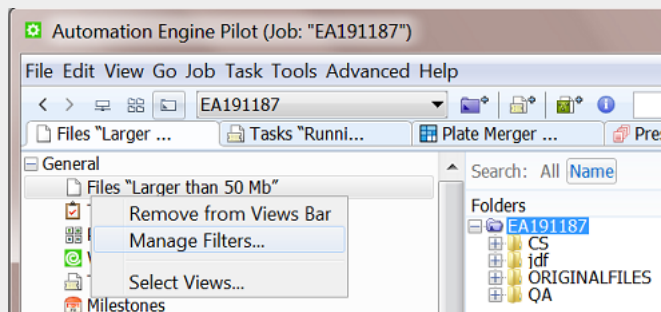 Automation Engine Pilot (Job: "EA191187")
File Edit View Go Job Task Tools Advanced Help
EA191187
Files "Larger ... Tasks "Runni... Plate Merger ...
General
Files "Larger than 50 Mb"
Remove from Views Bar
Manage Filters...
Select Views...
Milestones
Search: All Name
Folders
EA191187
CS
jdf
ORIGINALFILES
QA